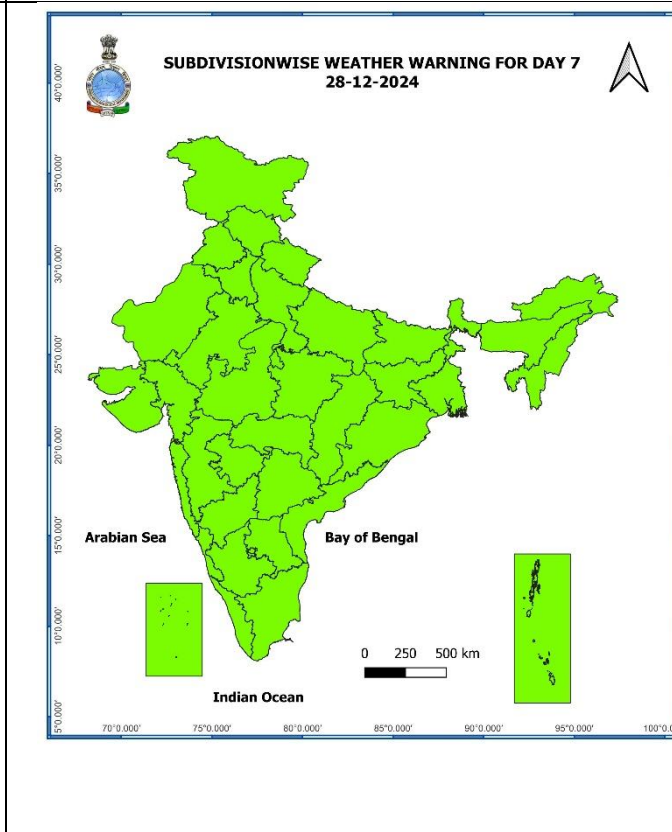 SUBDIVISIONWISE WEATHER WARNING FOR DAY 7
28-12-2024
40°0.000'
35°0.000'
30°0.000'
25°0.000'
20°0.000'
15°0.000'
10°0.000'
5°0.000'
Arabian Sea
Bay of Bengal
0 250 500 km
Indian Ocean
70°0.000' 75°0.000' 80°0.000' 85°0.000' 90°0.000' 95°0.000' 100°0.0